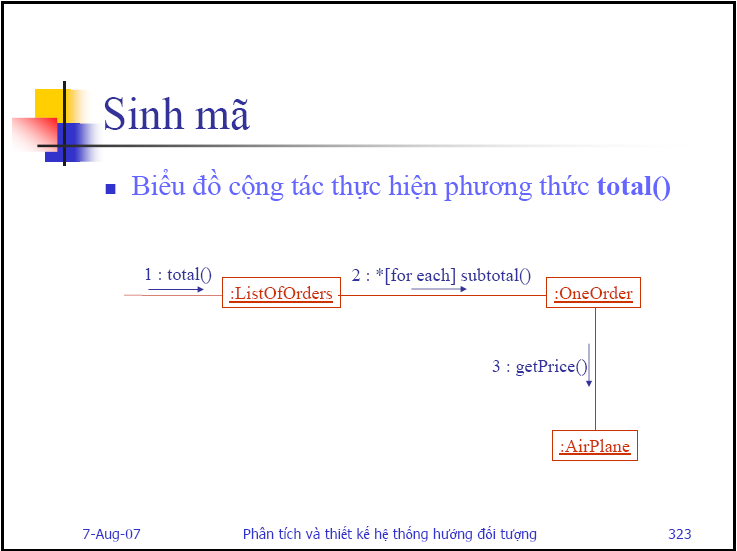 Sinh mã
Biểu đồ cộng tác thực hiện phương thức total()
1 : total()
2 : *[for each] subtotal()
:ListOfOrders
:OneOrder
3 : getPrice()
:AirPlane
7-Aug-07
Phân tích và thiết kế hệ thống hướng đối tượng
323